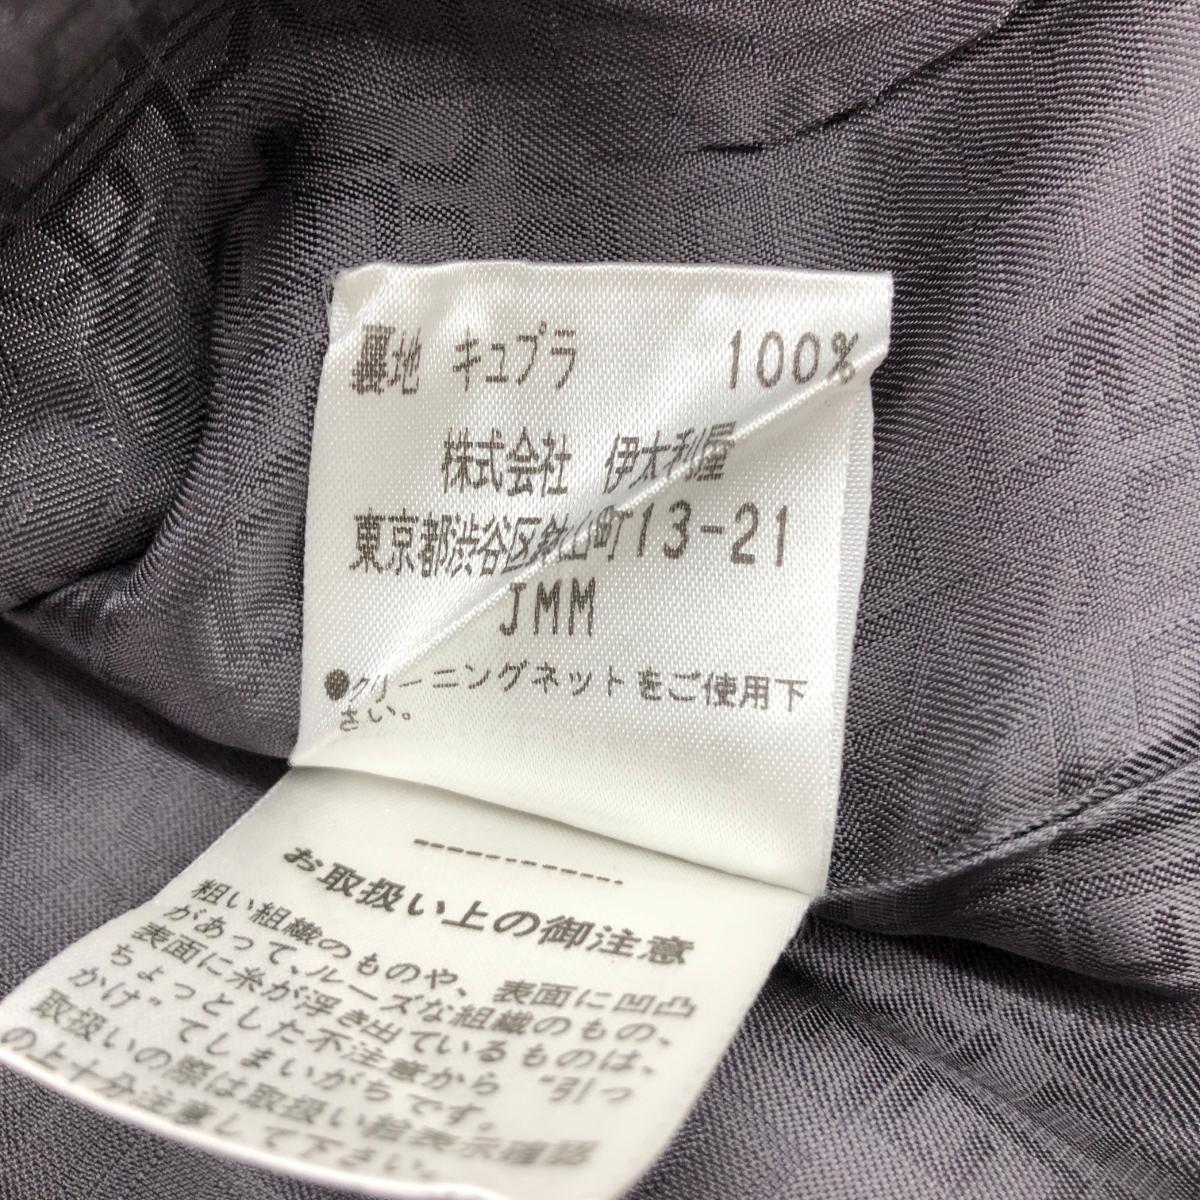 裏地 キュプラ 100%
株式会社 伊太利屋
東京都渋谷区鉢山町13-21
JMM
●クリーニングネットをご使用下
さい。
お取扱い上の御注意
粗い組織のものや、表面に凹凸
があって、ルーズな組織のもの、
表面に糸が浮き出ているものは、
ちょっとした不注意から “引っ
かけ” てしまいがちです。
取扱いの際は取扱い絵表示確認
の上十分注意して下さい。